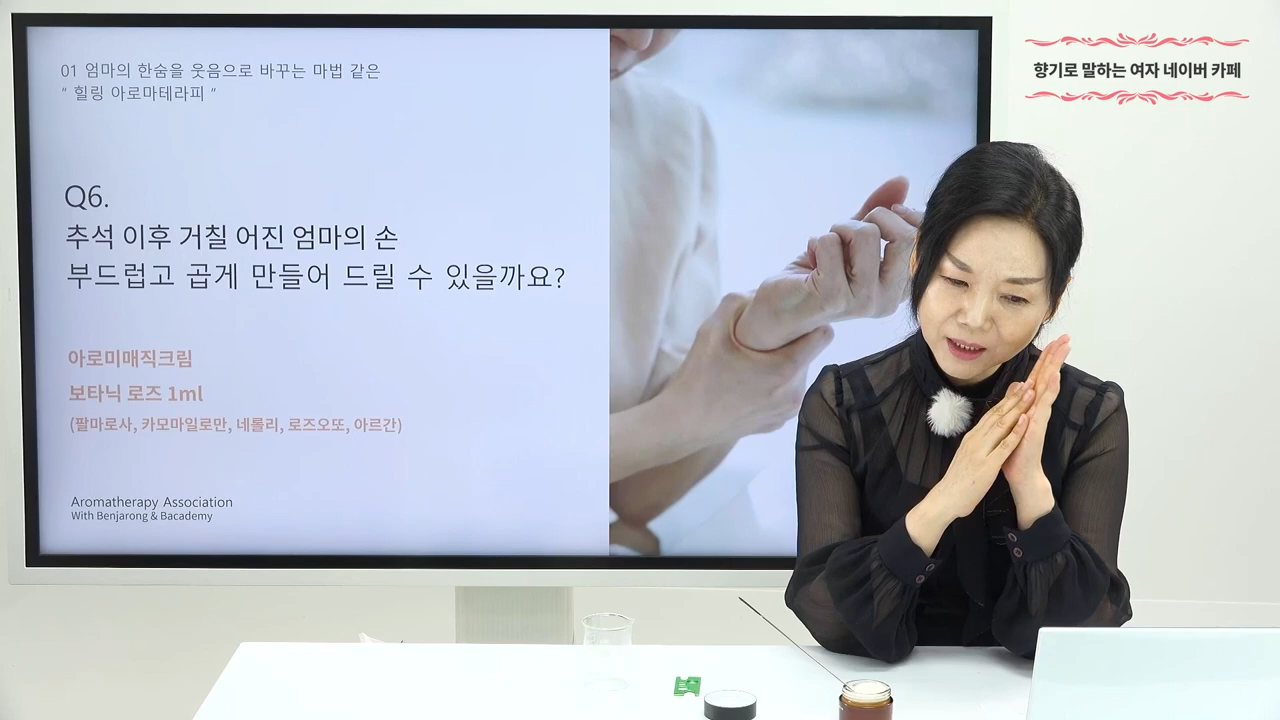 01 엄마의 한숨을 웃음으로 바꾸는 마법 같은
" 힐링 아로마테라피 "
Q6.
추석 이후 거칠 어진 엄마의 손
부드럽고 곱게 만들어 드릴 수 있을까요?
아로미매직크림
보타닉 로즈 1ml
(팔마로사, 카모마일로만, 네롤리, 로즈오또, 아르간)
Aromatherapy Association
With Benjarong & Bacademy
향기로 말하는 여자 네이버 카페